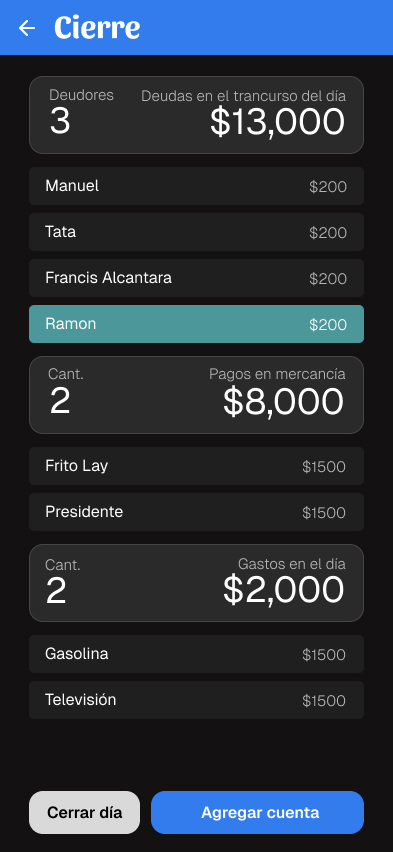 Cierre
Deudores Deudas en el trancurso del día
3 $13,000
Manuel $200
Tata $200
Francis Alcantara $200
Ramon $200
Cant. Pagos en mercancía
2 $8,000
Frito Lay $1500
Presidente $1500
Cant. Gastos en el día
2 $2,000
Gasolina $1500
Televisión $1500
Cerrar día Agregar cuenta